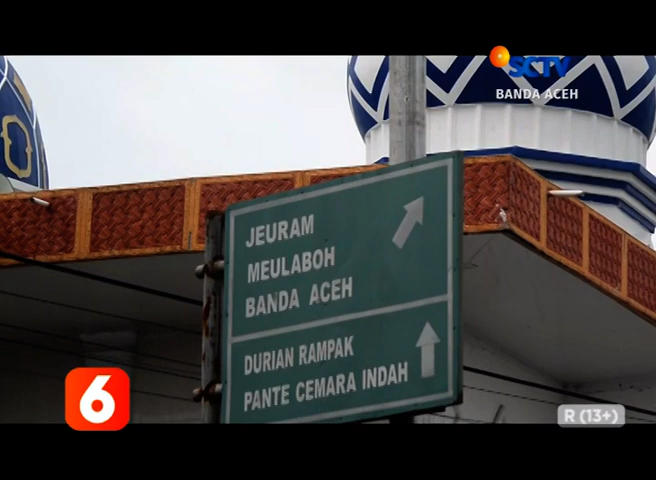 SCTV
BANDA ACEH
JEURAM
MEULABOH
BANDA ACEH
DURIAN RAMPAK
PANTE CEMARA INDAH
6
R (13+)